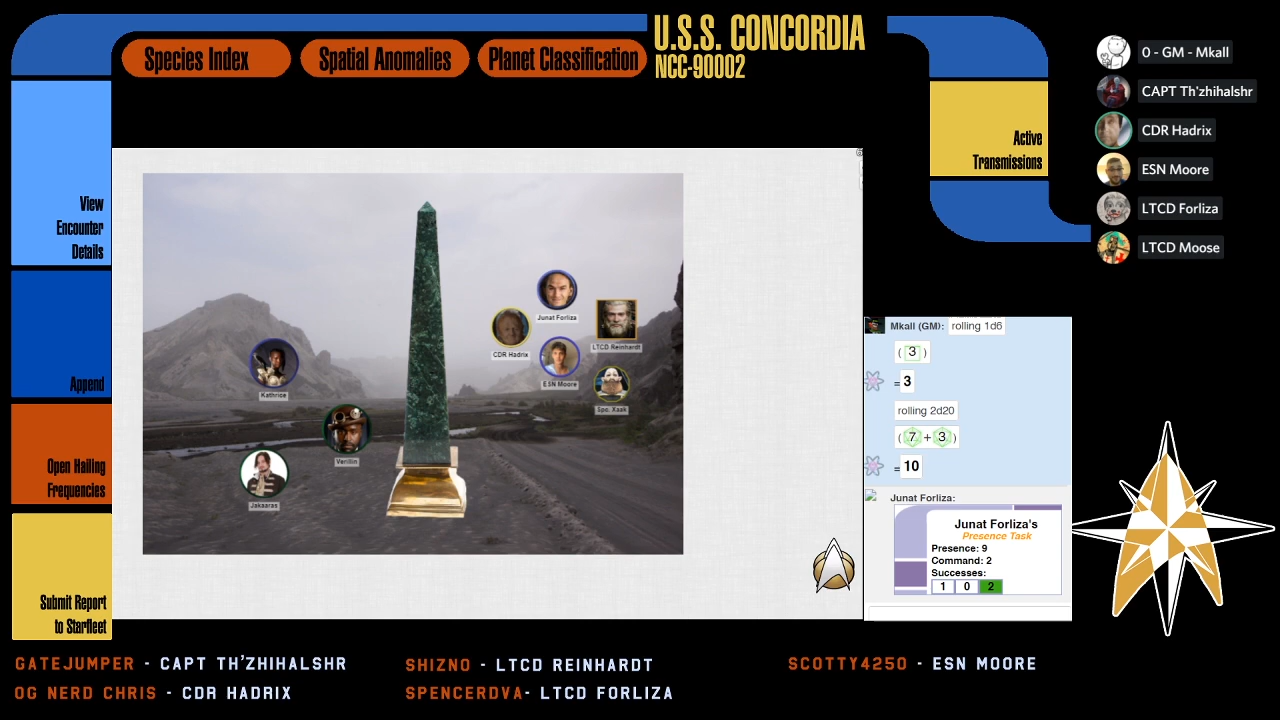 Species Index
Spatial Anomalies
Planet Classification
U.S.S. CONCORDIA
NCC-90002
View
Encounter
Details
Append
Open Hailing
Frequencies
Submit Report
to Starfleet
Active
Transmissions
0 - GM - Mkall
CAPT Th'zhihalshr
CDR Hadrix
ESN Moore
LTCD Forliza
LTCD Moose
Junat Forliza
CDR Hadrix
LTCD Reinhardt
ESN Moore
Spo. Xaak
Kathrice
Verillin
Jakaaras
Mkall (GM): rolling 1d6
( 3 )
= 3
rolling 2d20
( 7 + 3 )
= 10
Junat Forliza:
Junat Forliza's
Presence Task
Presence: 9
Command: 2
Successes:
1 0 2
GATEJUMPER - CAPT TH'ZHIHALSHR
SHIZNO - LTCD REINHARDT
SCOTTY4250 - ESN MOORE
OG NERD CHRIS - CDR HADRIX
SPENCERDVA- LTCD FORLIZA